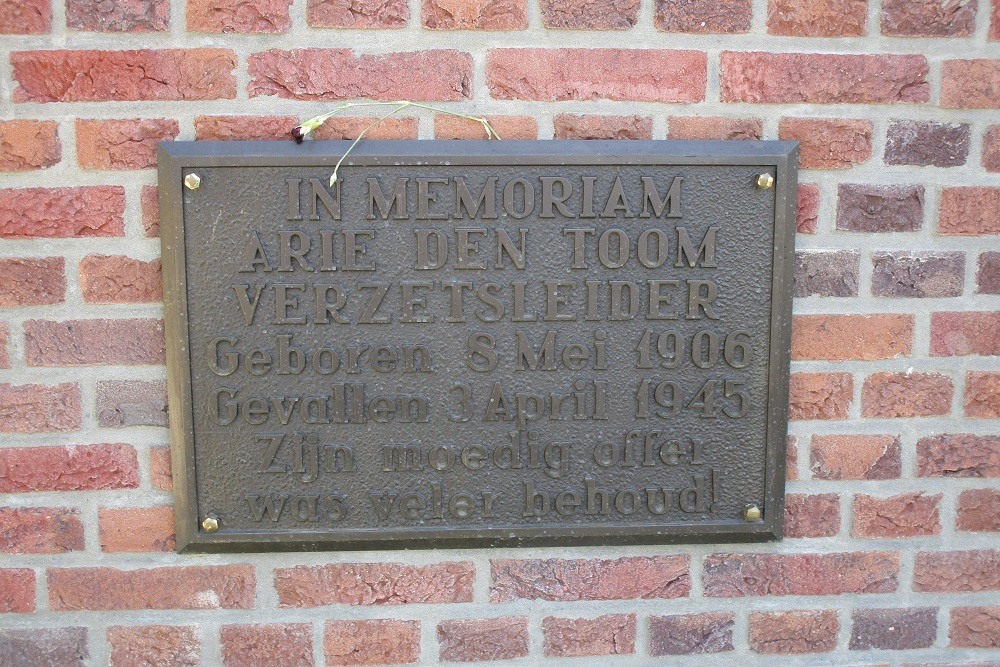 IN MEMORIAM
ARIE DEN TOOM
VERZETSLEIDER
Geboren 8 Mei 1906
Gevallen 3 April 1945
Zijn moedig offer
was veler behoud!